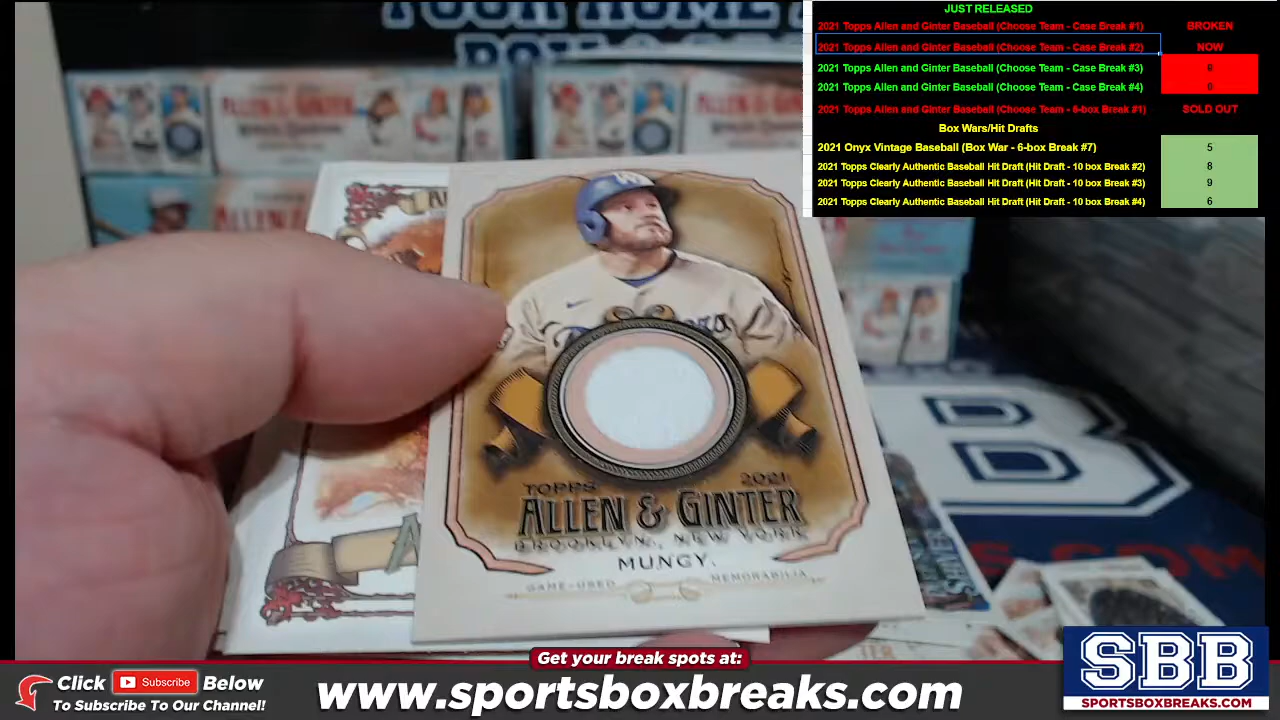 JUST RELEASED
2021 Topps Allen and Ginter Baseball (Choose Team - Case Break #1) BROKEN
2021 Topps Allen and Ginter Baseball (Choose Team - Case Break #2) NOW
2021 Topps Allen and Ginter Baseball (Choose Team - Case Break #3) 9
2021 Topps Allen and Ginter Baseball (Choose Team - Case Break #4) 9
2021 Topps Allen and Ginter Baseball (Choose Team - 6-box Break #1) SOLD OUT
Box Wars/Hit Drafts
2021 Onyx Vintage Baseball (Box War - 6-box Break #7) 5
2021 Topps Clearly Authentic Baseball Hit Draft (Hit Draft - 10 box Break #2) 8
2021 Topps Clearly Authentic Baseball Hit Draft (Hit Draft - 10 box Break #3) 9
2021 Topps Clearly Authentic Baseball Hit Draft (Hit Draft - 10 box Break #4) 6
YOUR HOME
ALLEN & GINTER
TOPPS 2021
ALLEN & GINTER
BROOKLYN, NEW YORK
MUNCY.
GAME-USED MEMORABILIA
Get your break spots at:
Click Subscribe Below
To Subscribe To Our Channel!
www.sportsboxbreaks.com
SBB
SPORTSBOXBREAKS.COM